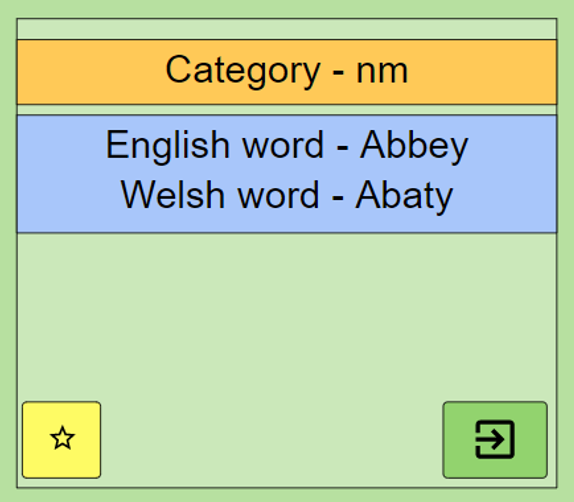 Category - nm
English word - Abbey
Welsh word - Abaty